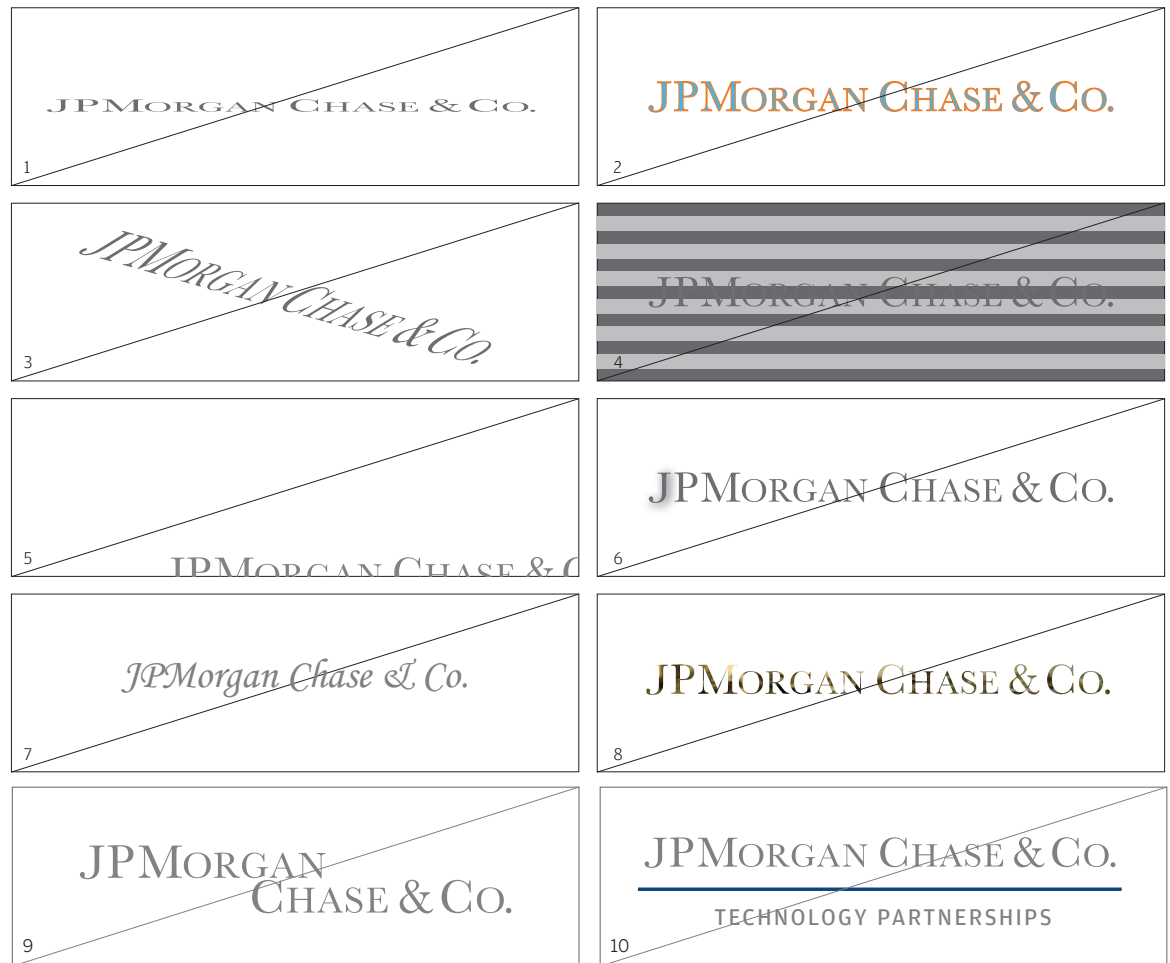 JPMORGAN CHASE & CO.
1
JPMORGAN CHASE & CO.
2
JPMORGAN CHASE & CO.
3
JPMORGAN CHASE & CO.
4
JPMORGAN CHASE & C
5
JPMORGAN CHASE & CO.
6
JPMorgan Chase & Co.
7
JPMORGAN CHASE & CO.
8
JPMORGAN
CHASE & CO.
9
JPMORGAN CHASE & CO.
TECHNOLOGY PARTNERSHIPS
10